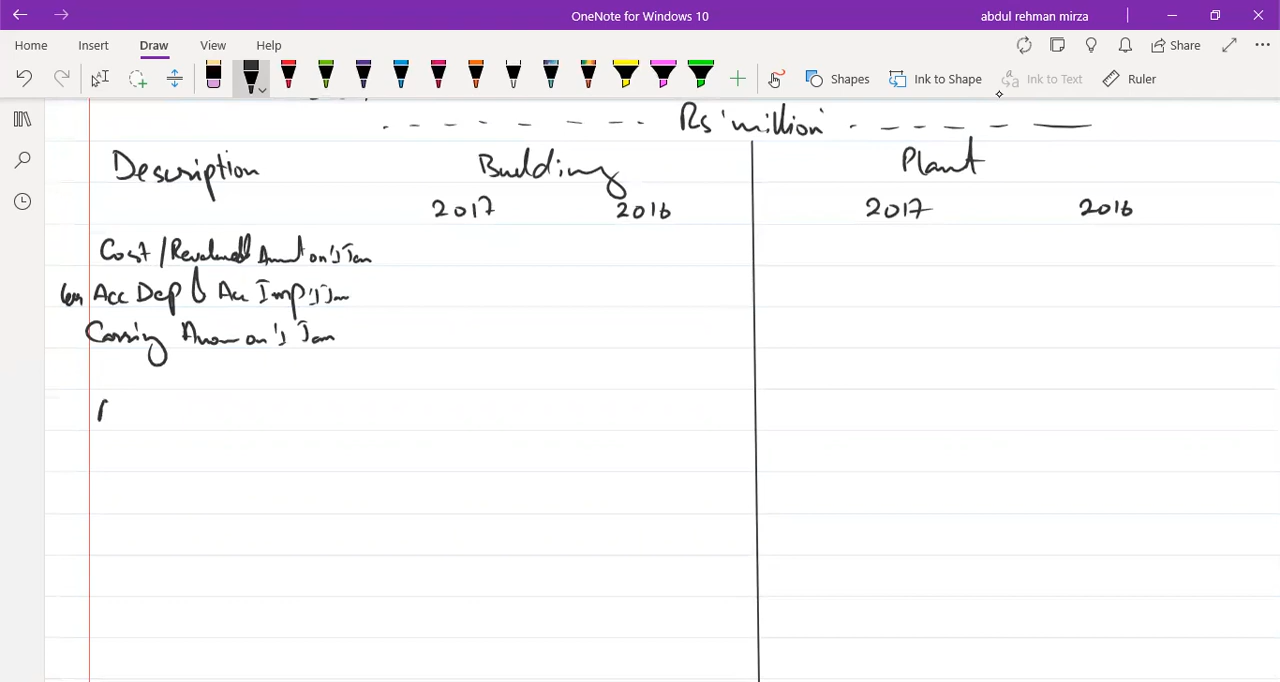 OneNote for Windows 10
abdul rehman mirza
Home Insert Draw View Help
Share
Shapes Ink to Shape Ink to Text Ruler
Rs 'million'
Description Building Plant
2017 2016 2017 2016
Cost / Revalued Amount on 1 Jan
Acc Dep & Acc Imp 1 Jan
Carrying Amou on 1 Jan